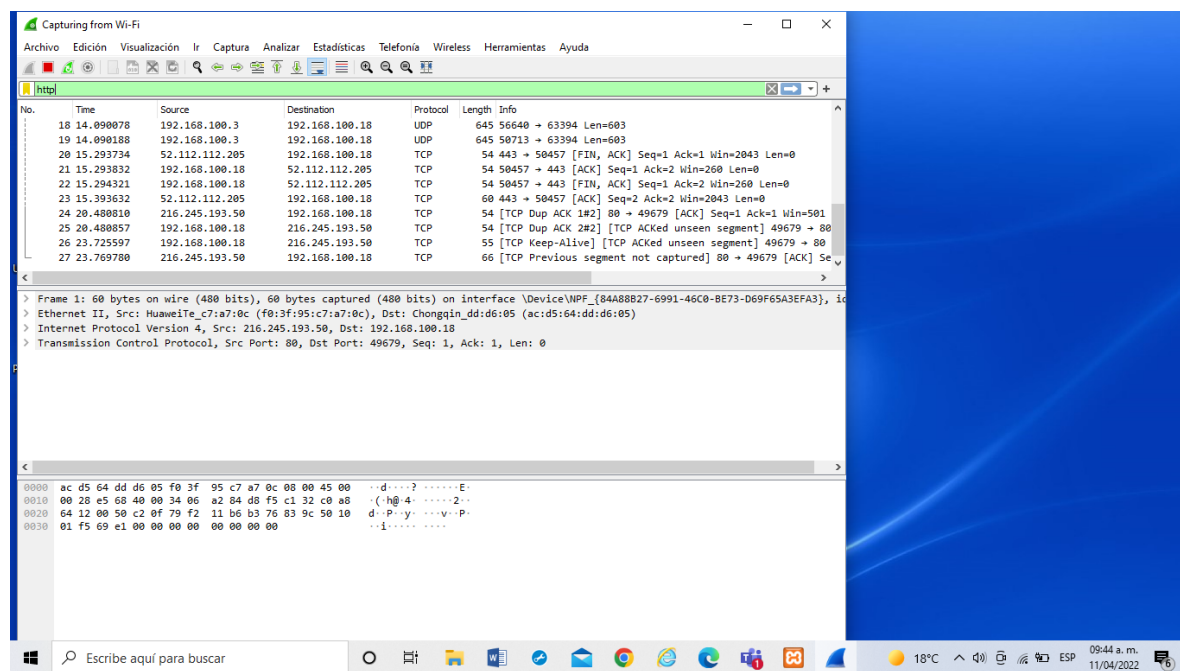 Capturing from Wi-Fi
Archivo Edición Visualización Ir Captura Analizar Estadísticas Telefonía Wireless Herramientas Ayuda
http
No. Time Source Destination Protocol Length Info
18 14.090078 192.168.100.3 192.168.100.18 UDP 645 56640 → 63394 Len=603
19 14.090188 192.168.100.3 192.168.100.18 UDP 645 50713 → 63394 Len=603
20 15.293734 52.112.112.205 192.168.100.18 TCP 54 443 → 50457 [FIN, ACK] Seq=1 Ack=1 Win=2043 Len=0
21 15.293832 192.168.100.18 52.112.112.205 TCP 54 50457 → 443 [ACK] Seq=1 Ack=2 Win=260 Len=0
22 15.294321 192.168.100.18 52.112.112.205 TCP 54 50457 → 443 [FIN, ACK] Seq=1 Ack=2 Win=260 Len=0
23 15.393632 52.112.112.205 192.168.100.18 TCP 60 443 → 50457 [ACK] Seq=2 Ack=2 Win=2043 Len=0
24 20.480810 216.245.193.50 192.168.100.18 TCP 54 [TCP Dup ACK 1#2] 80 → 49679 [ACK] Seq=1 Ack=1 Win=501
25 20.480857 192.168.100.18 216.245.193.50 TCP 54 [TCP Dup ACK 2#2] [TCP ACKed unseen segment] 49679 → 80
26 23.725597 192.168.100.18 216.245.193.50 TCP 55 [TCP Keep-Alive] [TCP ACKed unseen segment] 49679 → 80
27 23.769780 216.245.193.50 192.168.100.18 TCP 66 [TCP Previous segment not captured] 80 → 49679 [ACK] Se
> Frame 1: 60 bytes on wire (480 bits), 60 bytes captured (480 bits) on interface \Device\NPF_{84A88B27-6991-46C0-BE73-D69F65A3EFA3}, id
> Ethernet II, Src: HuaweiTe_c7:a7:0c (f0:3f:95:c7:a7:0c), Dst: Chongqin_dd:d6:05 (ac:d5:64:dd:d6:05)
> Internet Protocol Version 4, Src: 216.245.193.50, Dst: 192.168.100.18
> Transmission Control Protocol, Src Port: 80, Dst Port: 49679, Seq: 1, Ack: 1, Len: 0
0000 ac d5 64 dd d6 05 f0 3f 95 c7 a7 0c 08 00 45 00 ··d····? ······E·
0010 00 28 e5 68 40 00 34 06 a2 84 d8 f5 c1 32 c0 a8 ·(·h@·4· ·····2··
0020 64 12 00 50 c2 0f 79 f2 11 b6 b3 76 83 9c 50 10 d··P··y· ···v··P·
0030 01 f5 69 e1 00 00 00 00 00 00 00 00 ··i····· ····
Escribe aquí para buscar
18°C ESP 09:44 a. m.
11/04/2022 6